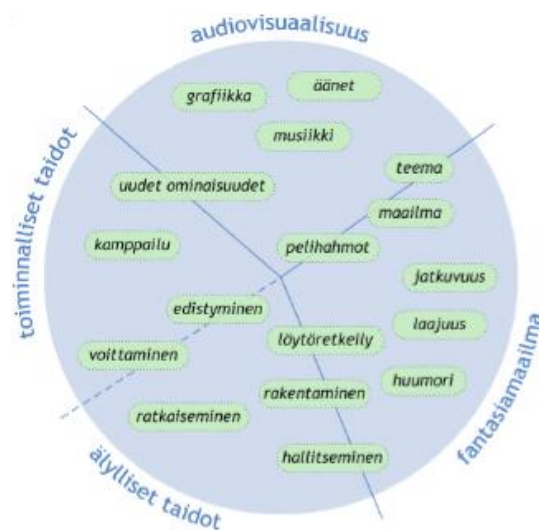 audiovisuaalisuus
grafiikka
äänet
musiikki
teema
uudet ominaisuudet
maailma
pelihahmot
toiminnalliset taidot
kamppailu
jatkuvuus
edistyminen
laajuus
löytöretkeily
voittaminen
huumori
rakentaminen
ratkaiseminen
hallitseminen
fantasiamaailma
älylliset taidot